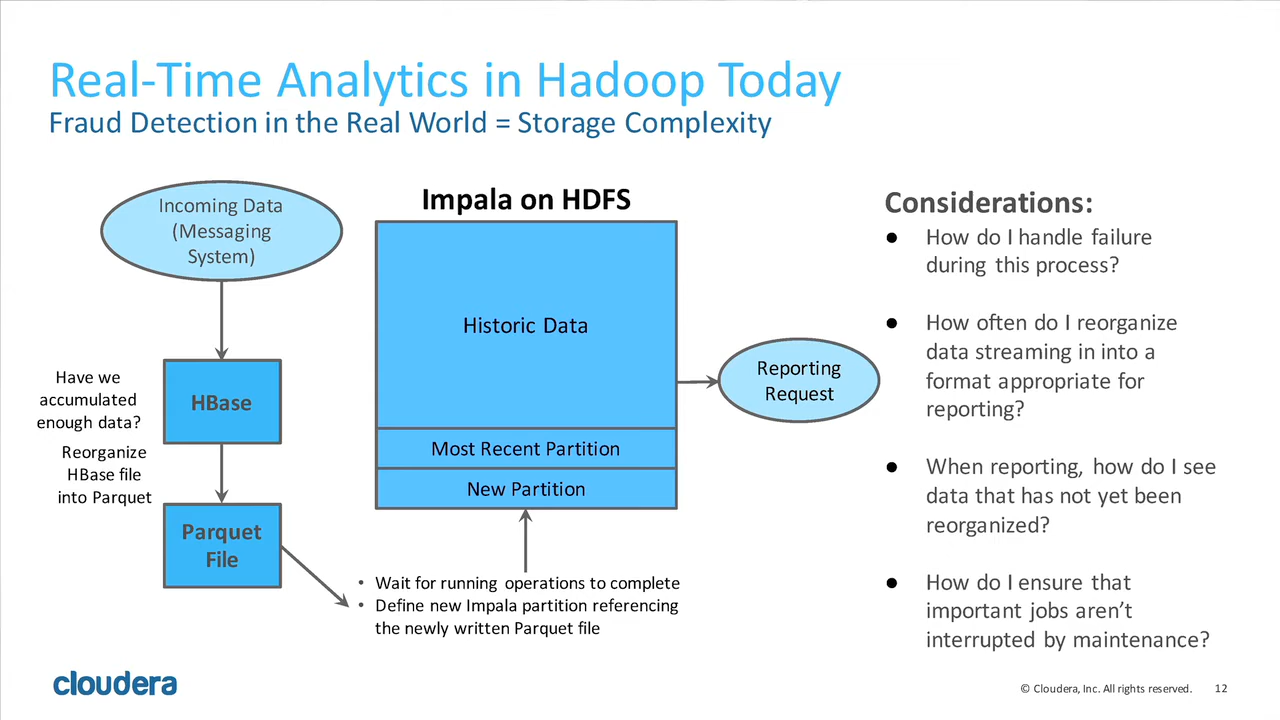 Real-Time Analytics in Hadoop Today
Fraud Detection in the Real World = Storage Complexity
Incoming Data
(Messaging
System)
Have we
accumulated
enough data?
HBase
Reorganize
HBase file
into Parquet
Parquet
File
Impala on HDFS
Historic Data
Most Recent Partition
New Partition
• Wait for running operations to complete
• Define new Impala partition referencing
the newly written Parquet file
Reporting
Request
Considerations:
● How do I handle failure
during this process?
● How often do I reorganize
data streaming in into a
format appropriate for
reporting?
● When reporting, how do I see
data that has not yet been
reorganized?
● How do I ensure that
important jobs aren’t
interrupted by maintenance?
cloudera
© Cloudera, Inc. All rights reserved. 12